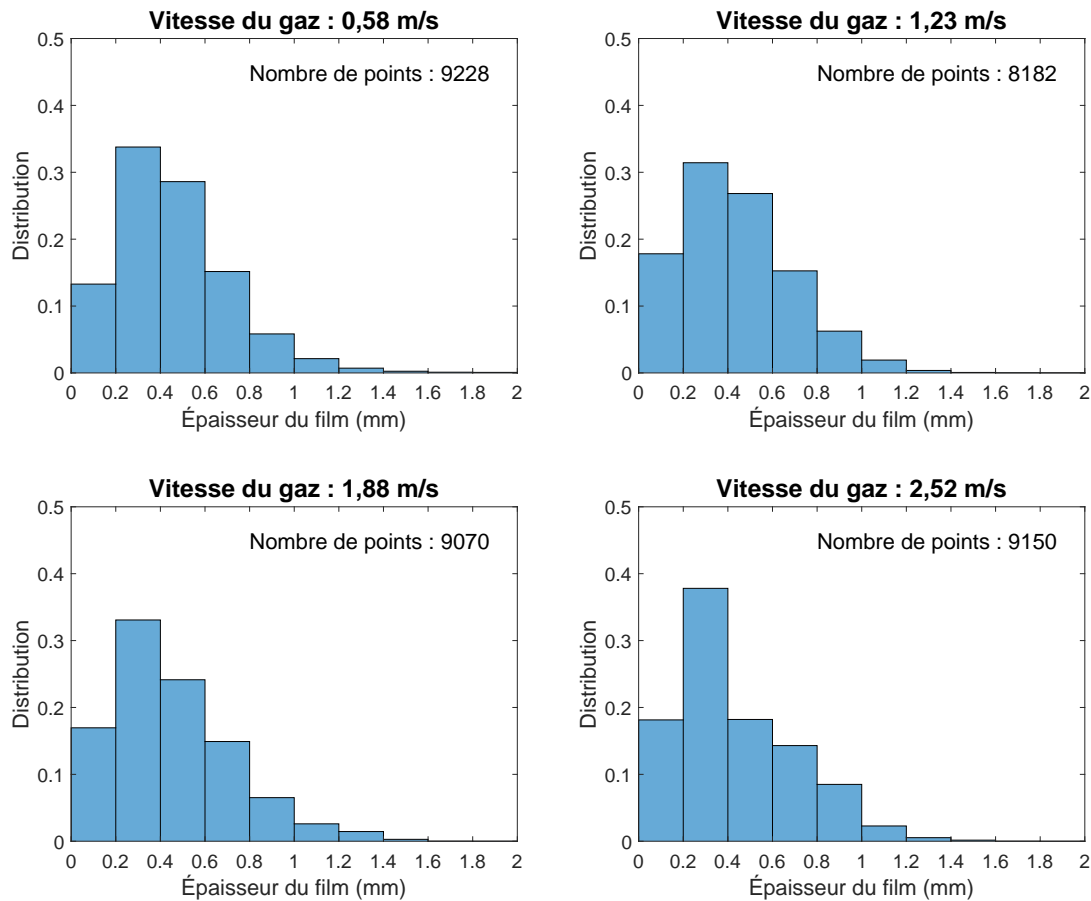 Vitesse du gaz : 0,58 m/s
Nombre de points : 9228
Distribution
0.5
0.4
0.3
0.2
0.1
0
0 0.2 0.4 0.6 0.8 1 1.2 1.4 1.6 1.8 2
Épaisseur du film (mm)
Vitesse du gaz : 1,23 m/s
Nombre de points : 8182
Distribution
0.5
0.4
0.3
0.2
0.1
0
0 0.2 0.4 0.6 0.8 1 1.2 1.4 1.6 1.8 2
Épaisseur du film (mm)
Vitesse du gaz : 1,88 m/s
Nombre de points : 9070
Distribution
0.5
0.4
0.3
0.2
0.1
0
0 0.2 0.4 0.6 0.8 1 1.2 1.4 1.6 1.8 2
Épaisseur du film (mm)
Vitesse du gaz : 2,52 m/s
Nombre de points : 9150
Distribution
0.5
0.4
0.3
0.2
0.1
0
0 0.2 0.4 0.6 0.8 1 1.2 1.4 1.6 1.8 2
Épaisseur du film (mm)